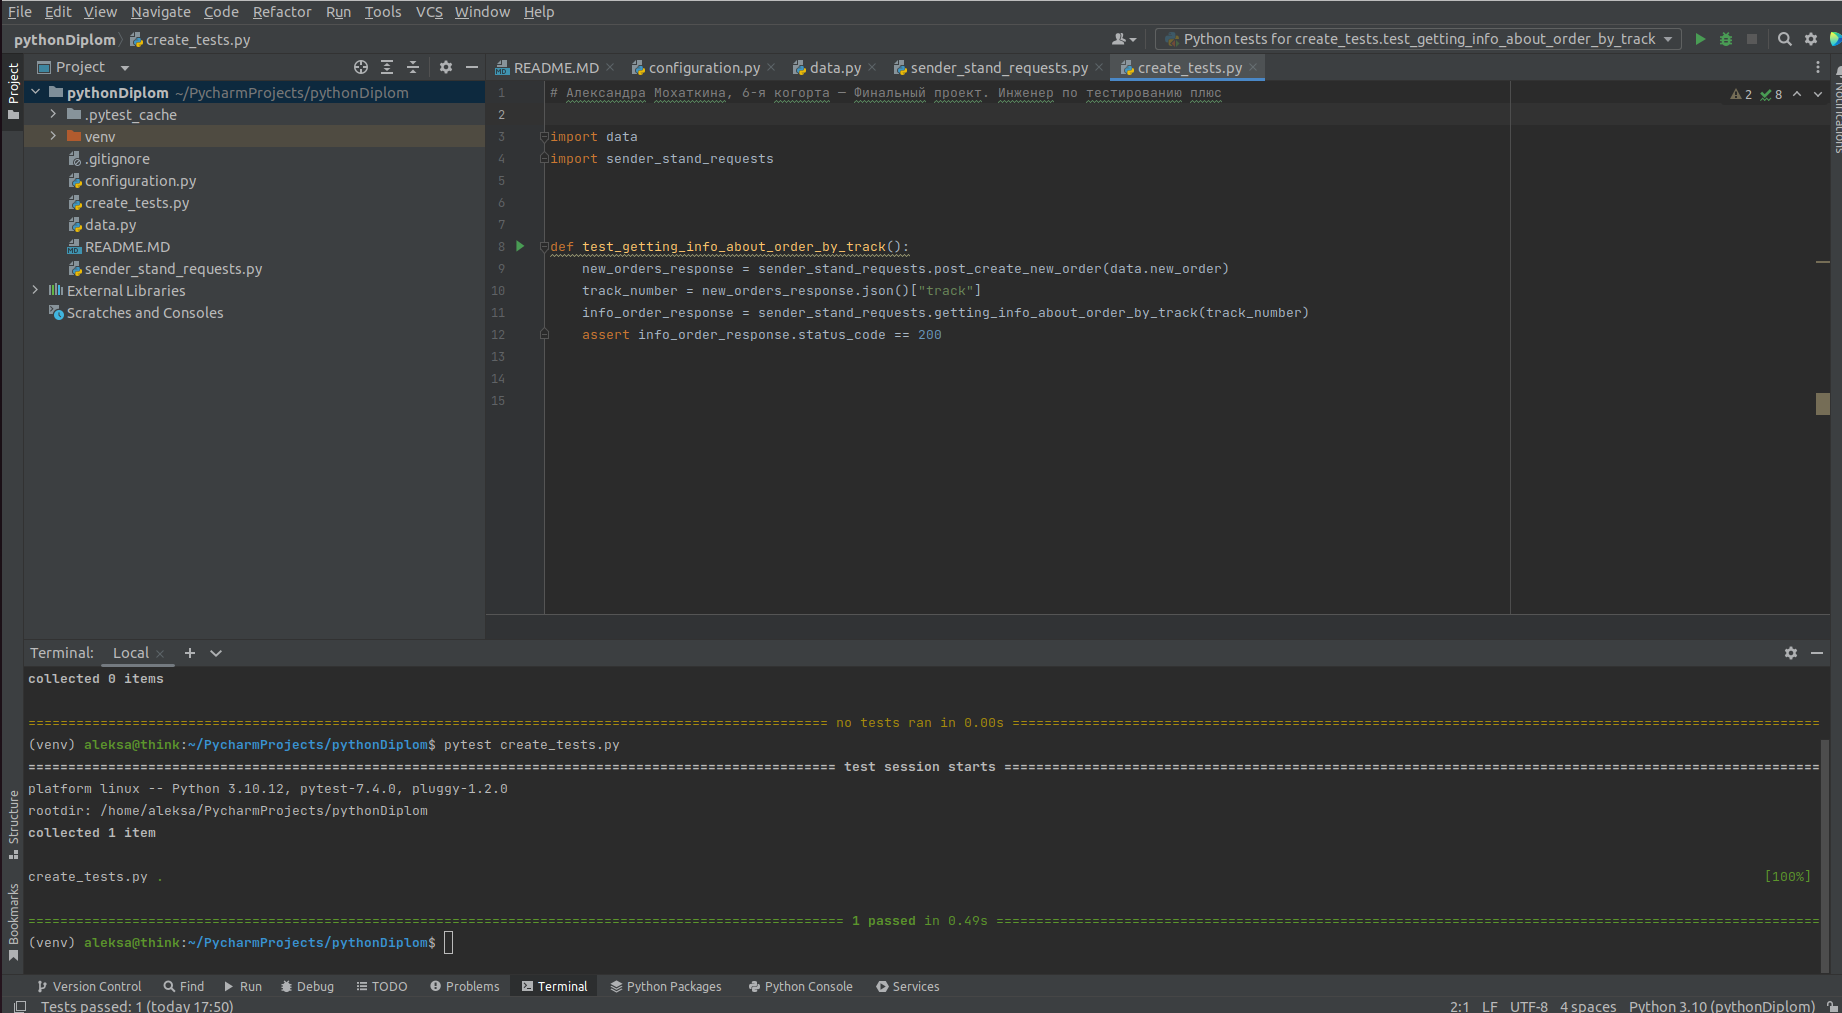 File Edit View Navigate Code Refactor Run Tools VCS Window Help
pythonDiplom create_tests.py Python tests for create_tests.test_getting_info_about_order_by_track
Project
Project
pythonDiplom ~/PycharmProjects/pythonDiplom
.pytest_cache
venv
.gitignore
configuration.py
create_tests.py
data.py
README.MD
sender_stand_requests.py
External Libraries
Scratches and Consoles
README.MD configuration.py data.py sender_stand_requests.py create_tests.py
1 # Александра Мохаткина, 6-я когорта — Финальный проект. Инженер по тестированию плюс
2 8
2
3 import data
4 import sender_stand_requests
5
6
7
8 def test_getting_info_about_order_by_track():
9 new_orders_response = sender_stand_requests.post_create_new_order(data.new_order)
10 track_number = new_orders_response.json()["track"]
11 info_order_response = sender_stand_requests.getting_info_about_order_by_track(track_number)
12 assert info_order_response.status_code == 200
13
14
15
Notifications
Terminal: Local
collected 0 items
================ no tests ran in 0.00s ================
(venv) aleksa@think:~/PycharmProjects/pythonDiplom$ pytest create_tests.py
================ test session starts ================
platform linux -- Python 3.10.12, pytest-7.4.0, pluggy-1.2.0
rootdir: /home/aleksa/PycharmProjects/pythonDiplom
collected 1 item
create_tests.py . [100%]
================ 1 passed in 0.49s ================
(venv) aleksa@think:~/PycharmProjects/pythonDiplom$
Structure
Bookmarks
Version Control Find Run Debug TODO Problems Terminal Python Packages Python Console Services
Tests passed: 1 (today 17:50) 2:1 LF UTF-8 4 spaces Python 3.10 (pythonDiplom)